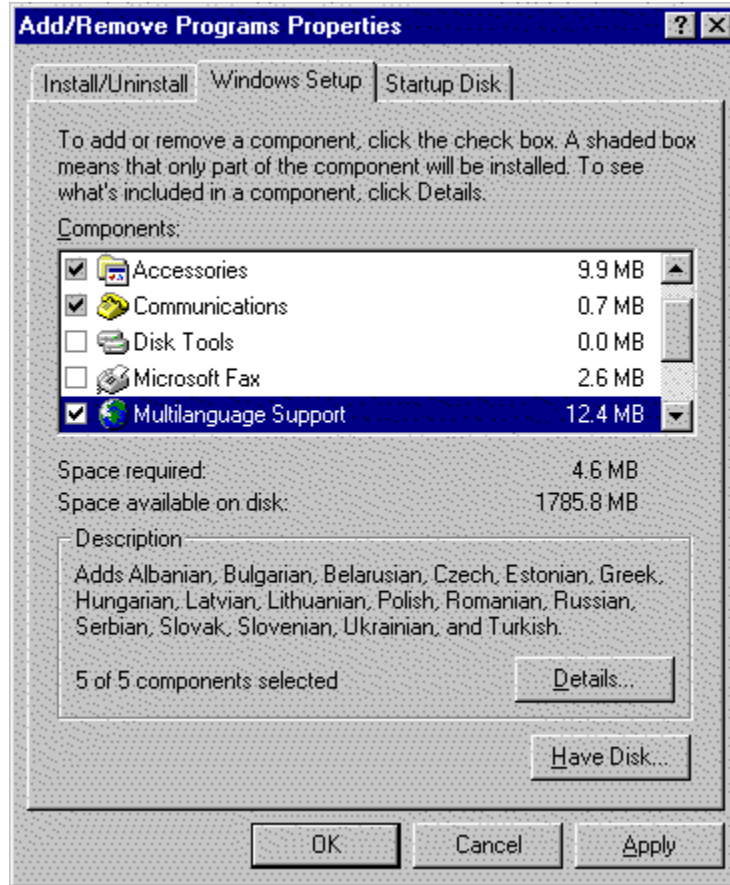 Add/Remove Programs Properties
Install/Uninstall Windows Setup Startup Disk
To add or remove a component, click the check box. A shaded box
means that only part of the component will be installed. To see
what's included in a component, click Details.
Components:
Accessories 9.9 MB
Communications 0.7 MB
Disk Tools 0.0 MB
Microsoft Fax 2.6 MB
Multilanguage Support 12.4 MB
Space required: 4.6 MB
Space available on disk: 1785.8 MB
Description
Adds Albanian, Bulgarian, Belarusian, Czech, Estonian, Greek,
Hungarian, Latvian, Lithuanian, Polish, Romanian, Russian,
Serbian, Slovak, Slovenian, Ukrainian, and Turkish.
5 of 5 components selected Details...
Have Disk...
OK Cancel Apply